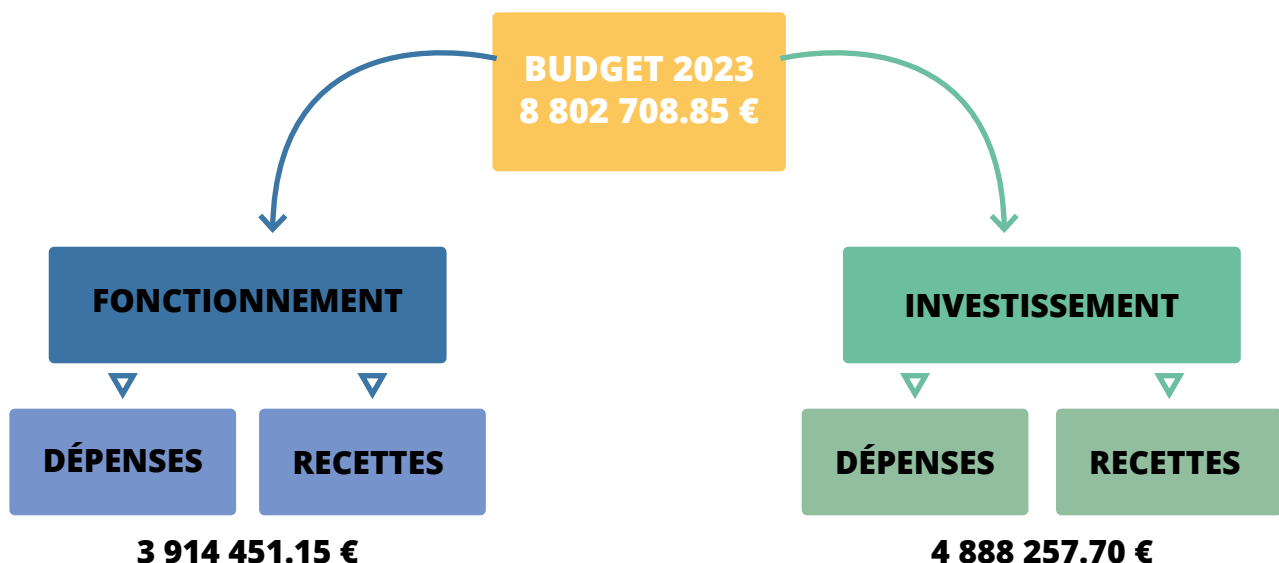 BUDGET 2023
8 802 708.85 €
FONCTIONNEMENT
INVESTISSEMENT
DÉPENSES
RECETTES
DÉPENSES
RECETTES
3 914 451.15 €
4 888 257.70 €